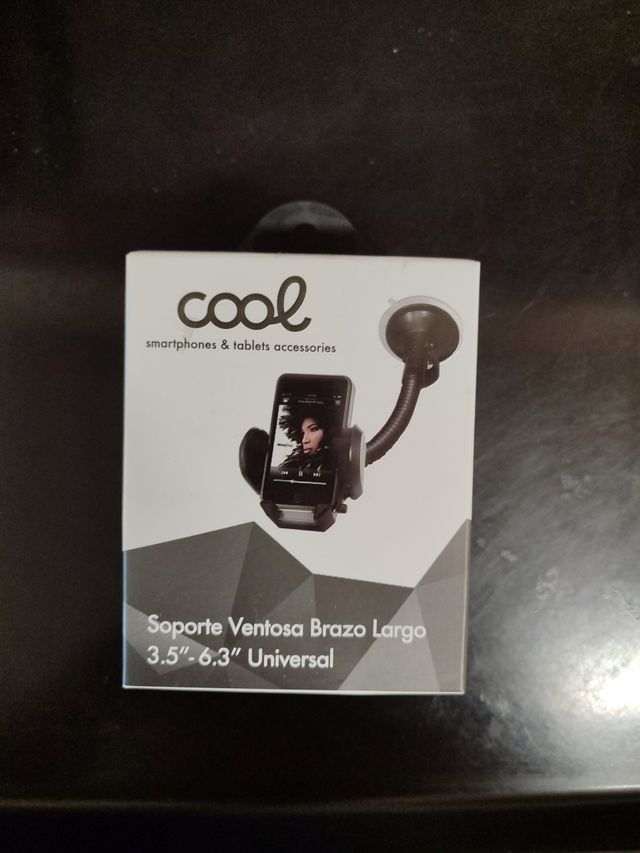 cool
smartphones & tablets accessories
Soporte Ventosa Brazo Largo
3.5”-6.3” Universal